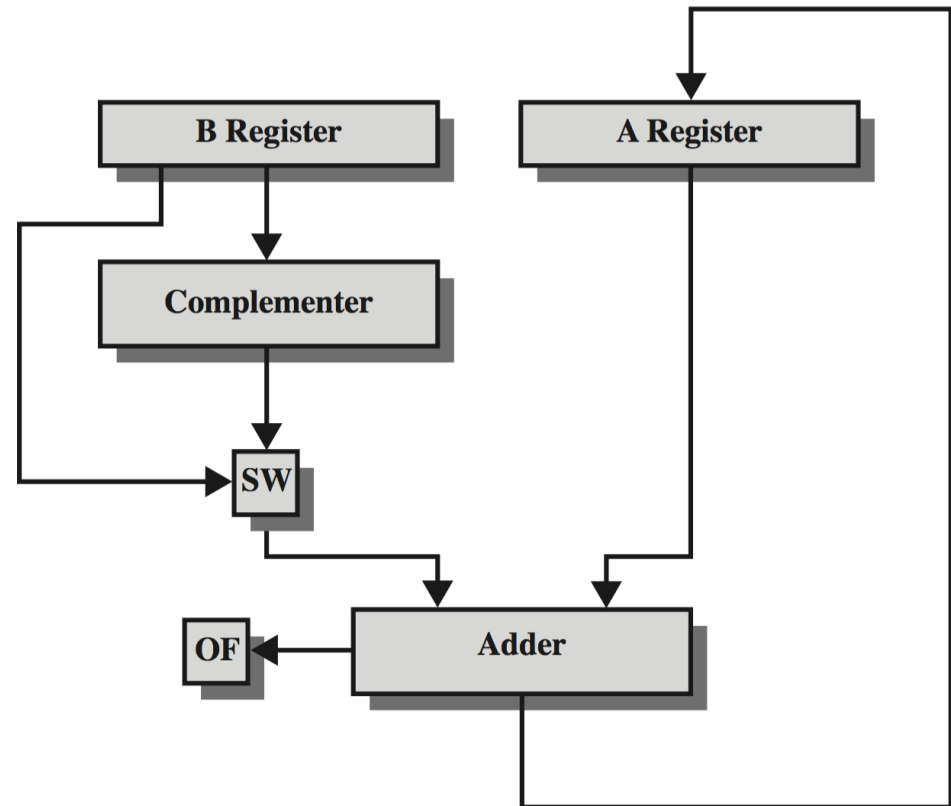 B Register
A Register
Complementer
SW
OF
Adder